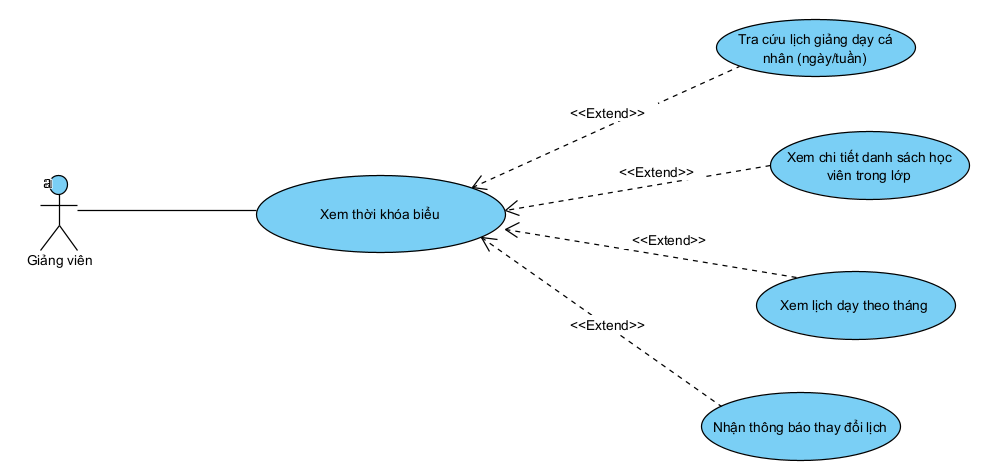 Tra cứu lịch giảng dạy cá
nhân (ngày/tuần)
<<Extend>>
Xem chi tiết danh sách học
viên trong lớp
<<Extend>>
Xem thời khóa biểu
Giảng viên
<<Extend>>
Xem lịch dạy theo tháng
<<Extend>>
Nhận thông báo thay đổi lịch